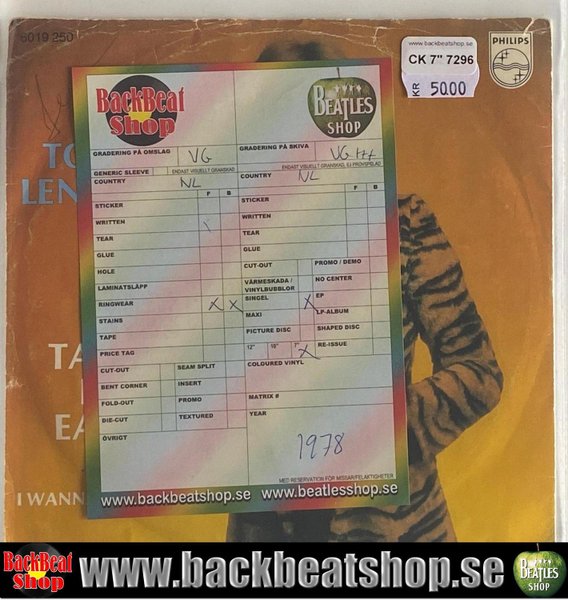 6019 250
www.backbeatshop.se
CK 7" 7296
KR 5000
PHILIPS
TO
LEN
TA
EA
I WANN
BackBeat
Shop
BEATLES
SHOP
GRADERING PÅ OMSLAG VG
GRADERING PÅ SKIVA VG+++
GENERIC SLEEVE ENDAST VISUELLT GRANSKAD
ENDAST VISUELLT GRANSKAD, EJ PROVSPELAD
COUNTRY NL
COUNTRY NL
F B
F B
STICKER
STICKER
WRITTEN \
WRITTEN
TEAR
TEAR
GLUE
GLUE
HOLE
CUT-OUT
PROMO / DEMO
LAMINATSLÄPP
VÄRMESKADA /
VINYLBUBBLOR
NO CENTER
RINGWEAR X X
SINGEL X
EP
STAINS
MAXI
LP-ALBUM
TAPE
PICTURE DISC
SHAPED DISC
PRICE TAG
12" 10" 7" X
RE-ISSUE
CUT-OUT
SEAM SPLIT
COLOURED VINYL
BENT CORNER
INSERT
FOLD-OUT
PROMO
MATRIX #
DIE-CUT
TEXTURED
YEAR
ÖVRIGT
1978
MED RESERVATION FÖR MISSAR/FELAKTIGHETER.
www.backbeatshop.se www.beatlesshop.se
BackBeat
Shop
www.backbeatshop.se
BEATLES
SHOP